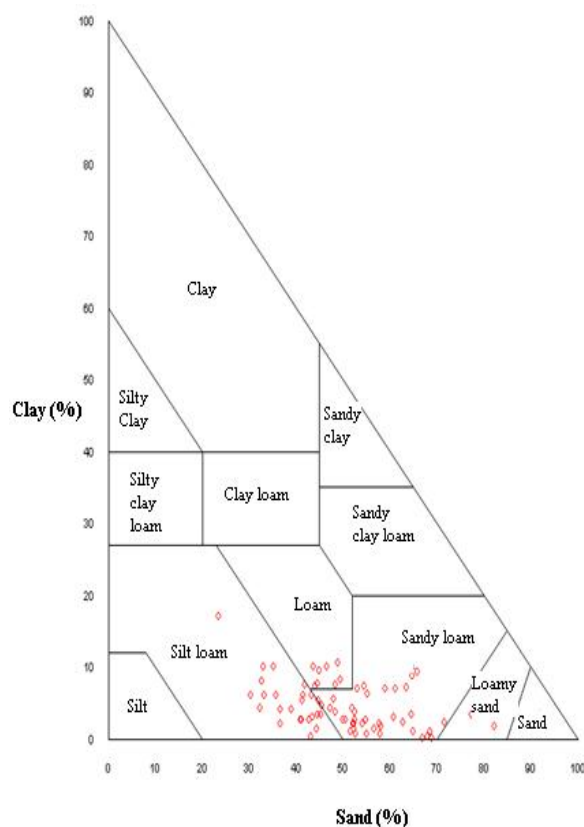 100
90
80
70
60
50
40
30
20
10
0
Clay (%)
Clay
Silty
Clay
Sandy
clay
Silty
clay
loam
Clay loam
Sandy
clay loam
Loam
Sandy loam
Silt loam
Loamy
sand
Silt
Sand
0 10 20 30 40 50 60 70 80 90 100
Sand (%)